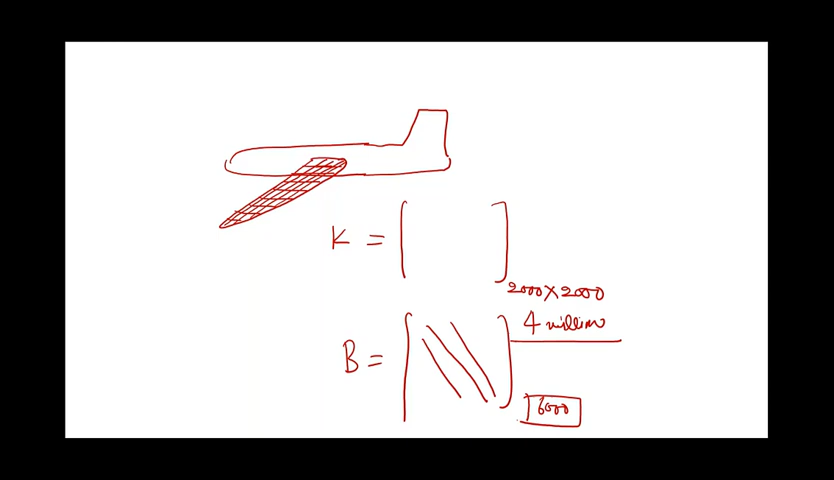 K = [ ]
2000×2000
4 million
B = [ ]
6000